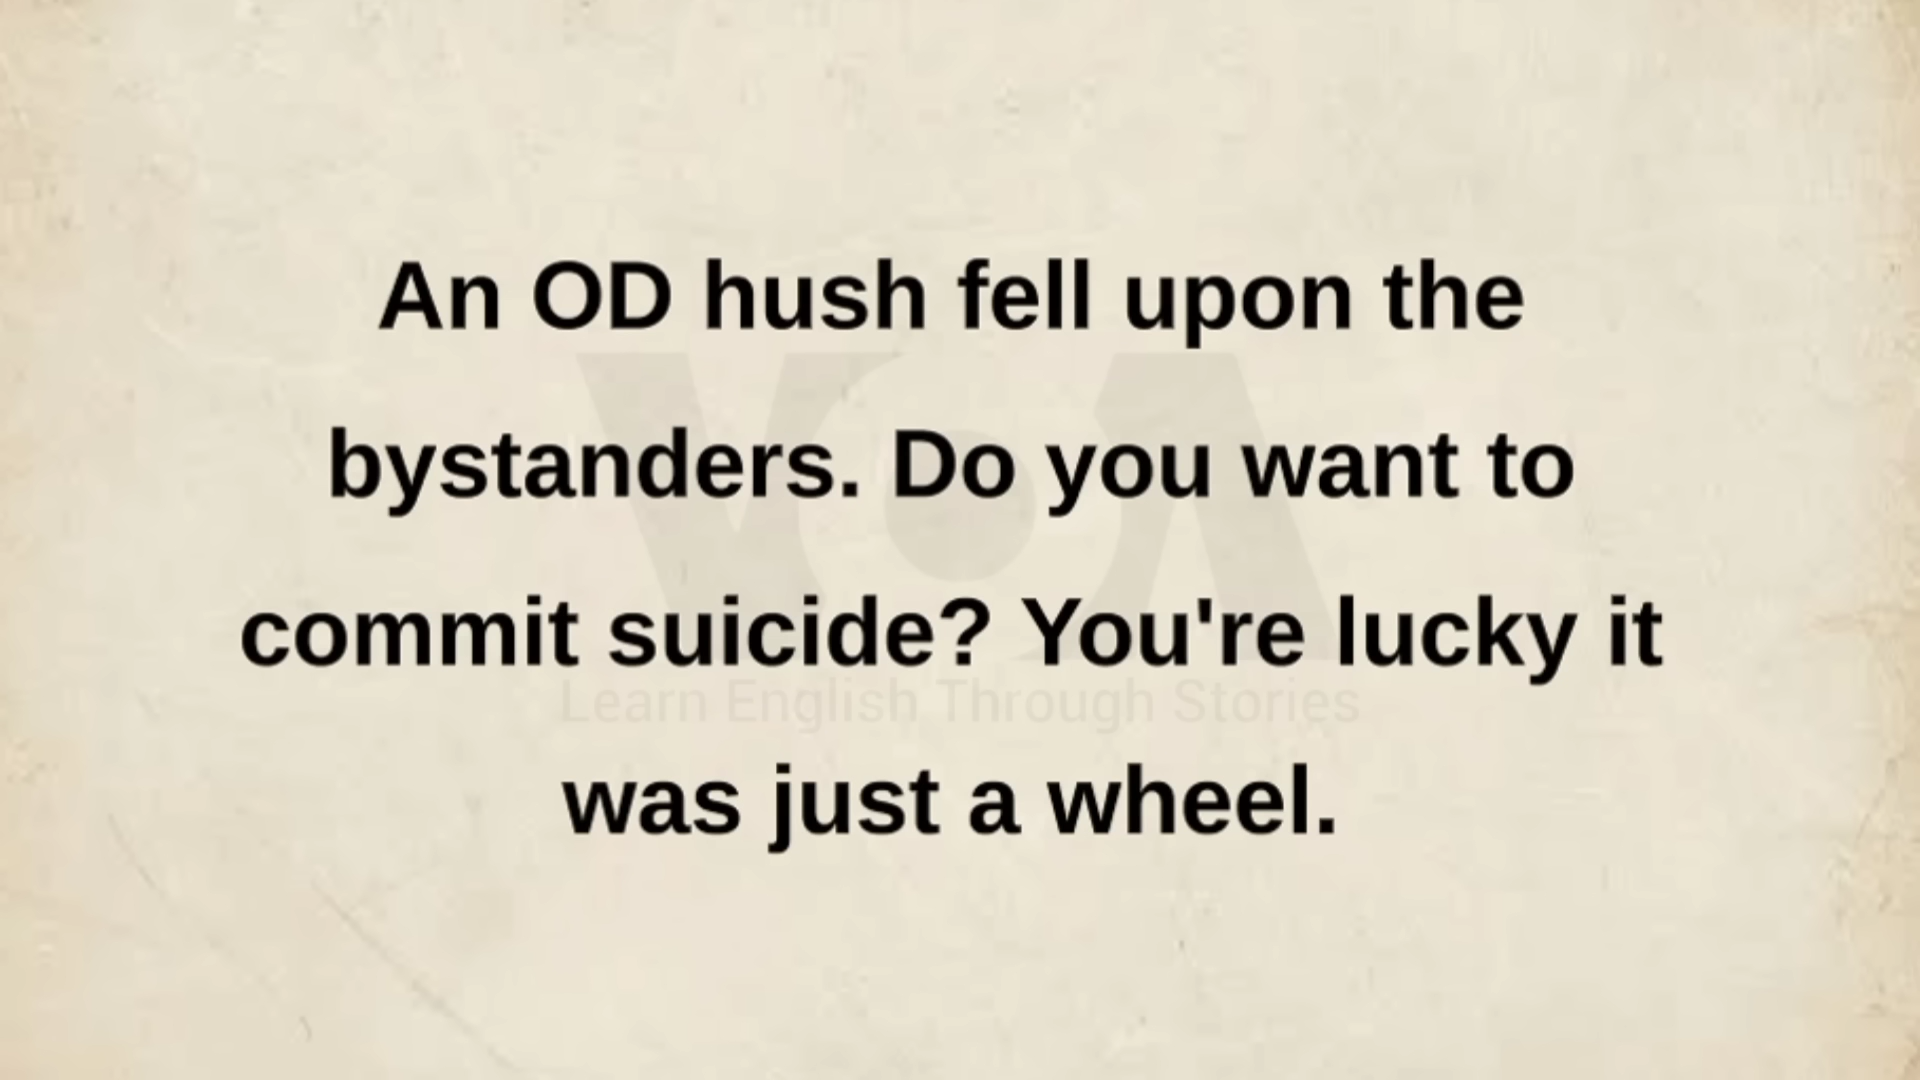 An OD hush fell upon the
bystanders. Do you want to
commit suicide? You're lucky it
was just a wheel.
VOA
Learn English Through Stories